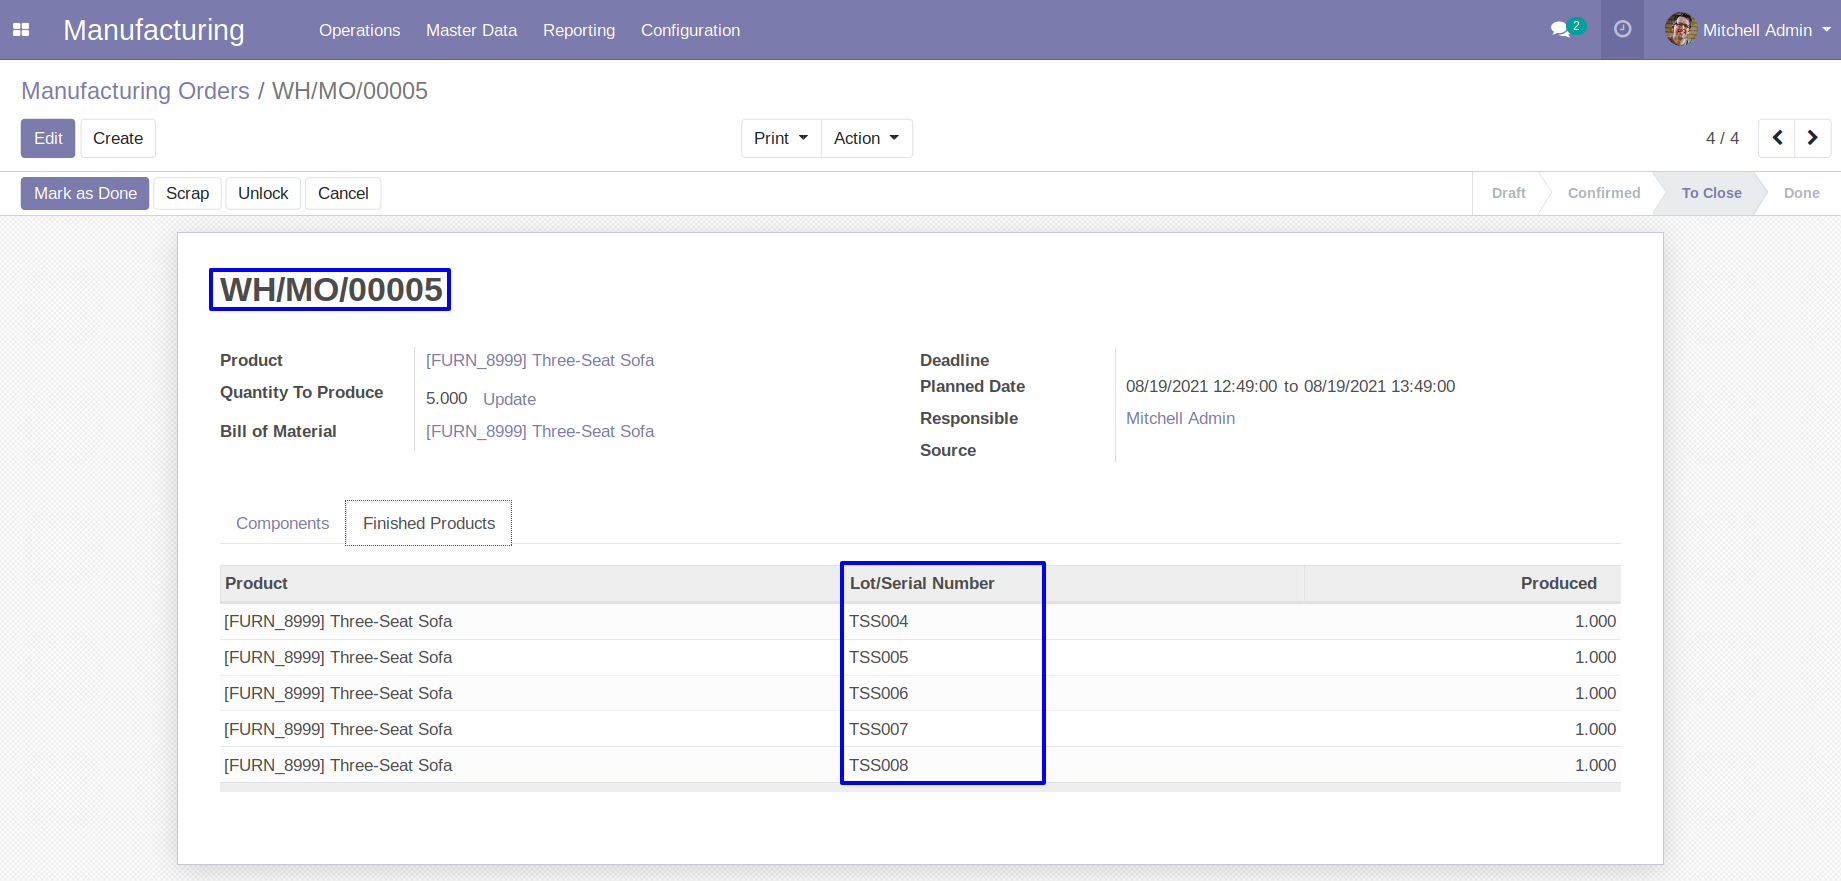 Manufacturing Operations Master Data Reporting Configuration 2 Mitchell Admin
Manufacturing Orders / WH/MO/00005
Edit Create Print Action 4 / 4
Mark as Done Scrap Unlock Cancel Draft Confirmed To Close Done
WH/MO/00005
Product [FURN_8999] Three-Seat Sofa
Quantity To Produce 5.000 Update
Bill of Material [FURN_8999] Three-Seat Sofa
Deadline
Planned Date 08/19/2021 12:49:00 to 08/19/2021 13:49:00
Responsible Mitchell Admin
Source
Components Finished Products
Product Lot/Serial Number Produced
[FURN_8999] Three-Seat Sofa TSS004 1.000
[FURN_8999] Three-Seat Sofa TSS005 1.000
[FURN_8999] Three-Seat Sofa TSS006 1.000
[FURN_8999] Three-Seat Sofa TSS007 1.000
[FURN_8999] Three-Seat Sofa TSS008 1.000